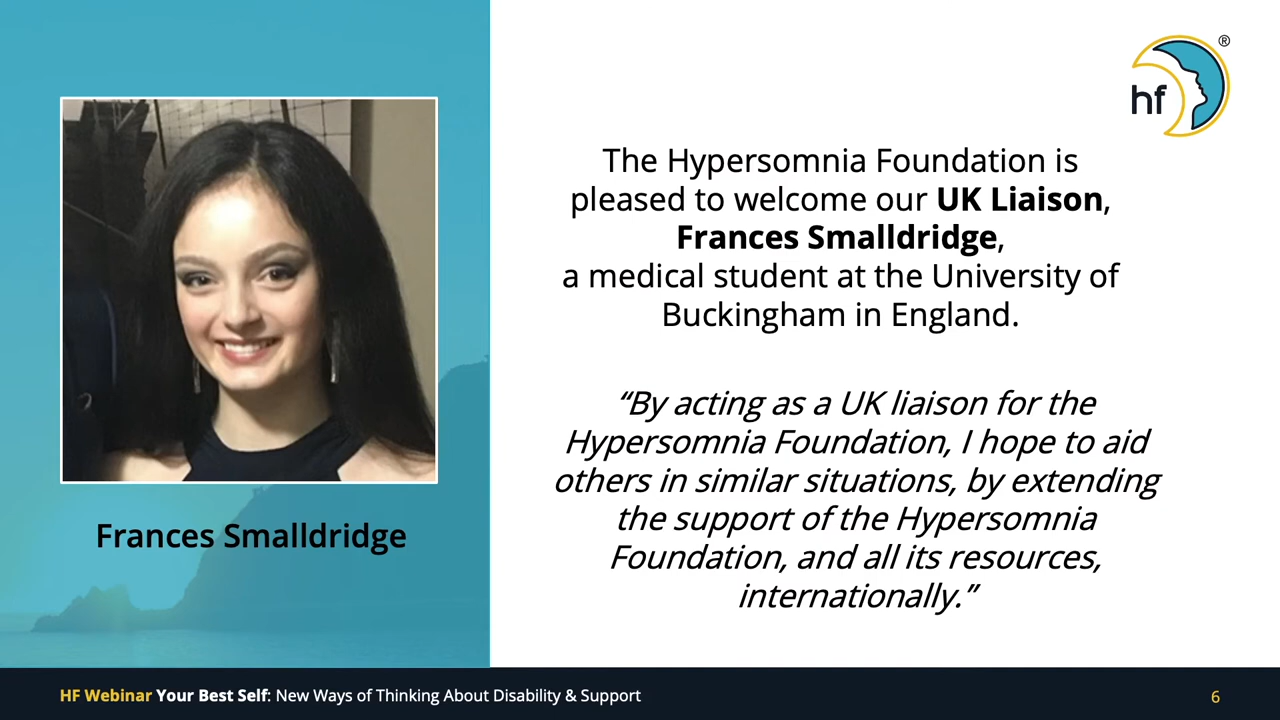 hf®
The Hypersomnia Foundation is
pleased to welcome our UK Liaison,
Frances Smalldridge,
a medical student at the University of
Buckingham in England.
“By acting as a UK liaison for the
Hypersomnia Foundation, I hope to aid
others in similar situations, by extending
the support of the Hypersomnia
Foundation, and all its resources,
internationally.”
Frances Smalldridge
HF Webinar Your Best Self: New Ways of Thinking About Disability & Support
6